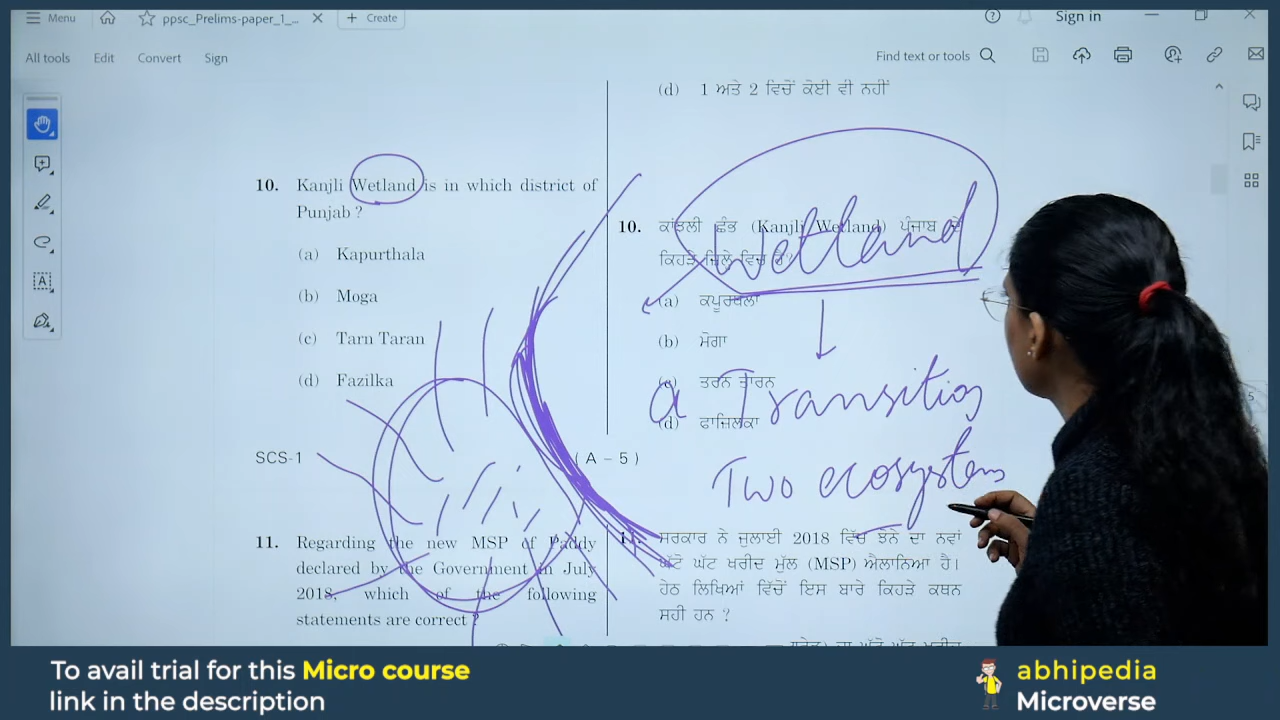 Menu
ppsc_Prelims-paper_1_...
Create
Sign in
All tools Edit Convert Sign
Find text or tools
(d) 1 ਅਤੇ 2 ਵਿਚੋਂ ਕੋਈ ਵੀ ਨਹੀਂ
10. Kanjli Wetland is in which district of
Punjab ?
(a) Kapurthala
(b) Moga
(c) Tarn Taran
(d) Fazilka
SCS-1
( A – 5 )
11. Regarding the new MSP of Paddy
declared by the Government in July
2018, which of the following
statements are correct ?
10. ਕਾਂਝਲੀ ਛੰਭ (Kanjli Wetland) ਪੰਜਾਬ ਦੇ
ਕਿਹੜੇ ਜ਼ਿਲੇ ਵਿਚ ਹੈ?
(a) ਕਪੂਰਥਲਾ
(b) ਮੋਗਾ
(c) ਤਰਨ ਤਾਰਨ
(d) ਫਾਜ਼ਿਲਕਾ
Wetland
a Transition
Two ecosystems
11. ਸਰਕਾਰ ਨੇ ਜੁਲਾਈ 2018 ਵਿੱਚ ਝੋਨੇ ਦਾ ਨਵਾਂ
ਘੱਟੋ ਘੱਟ ਖਰੀਦ ਮੁੱਲ (MSP) ਐਲਾਨਿਆ ਹੈ।
ਹੇਠ ਲਿਖਿਆਂ ਵਿੱਚੋਂ ਇਸ ਬਾਰੇ ਕਿਹੜੇ ਕਥਨ
ਸਹੀ ਹਨ ?
5
To avail trial for this Micro course
link in the description
abhipedia
Microverse